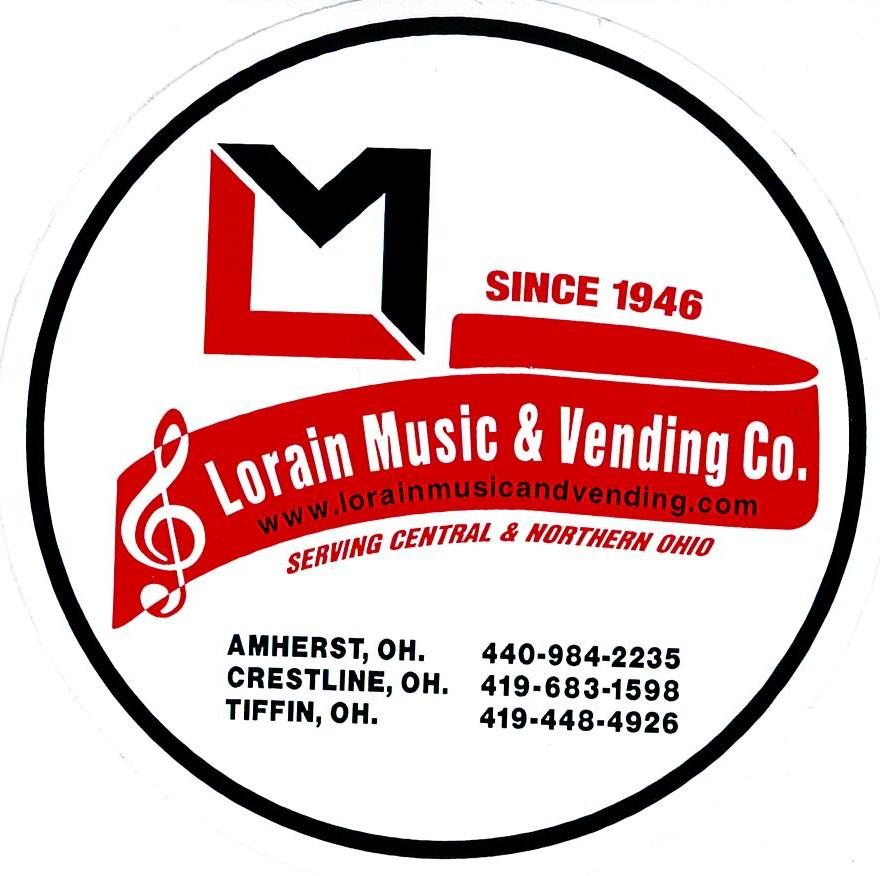 LM
SINCE 1946
Lorain Music & Vending Co.
www.lorainmusicandvending.com
SERVING CENTRAL & NORTHERN OHIO
AMHERST, OH. 440-984-2235
CRESTLINE, OH. 419-683-1598
TIFFIN, OH. 419-448-4926